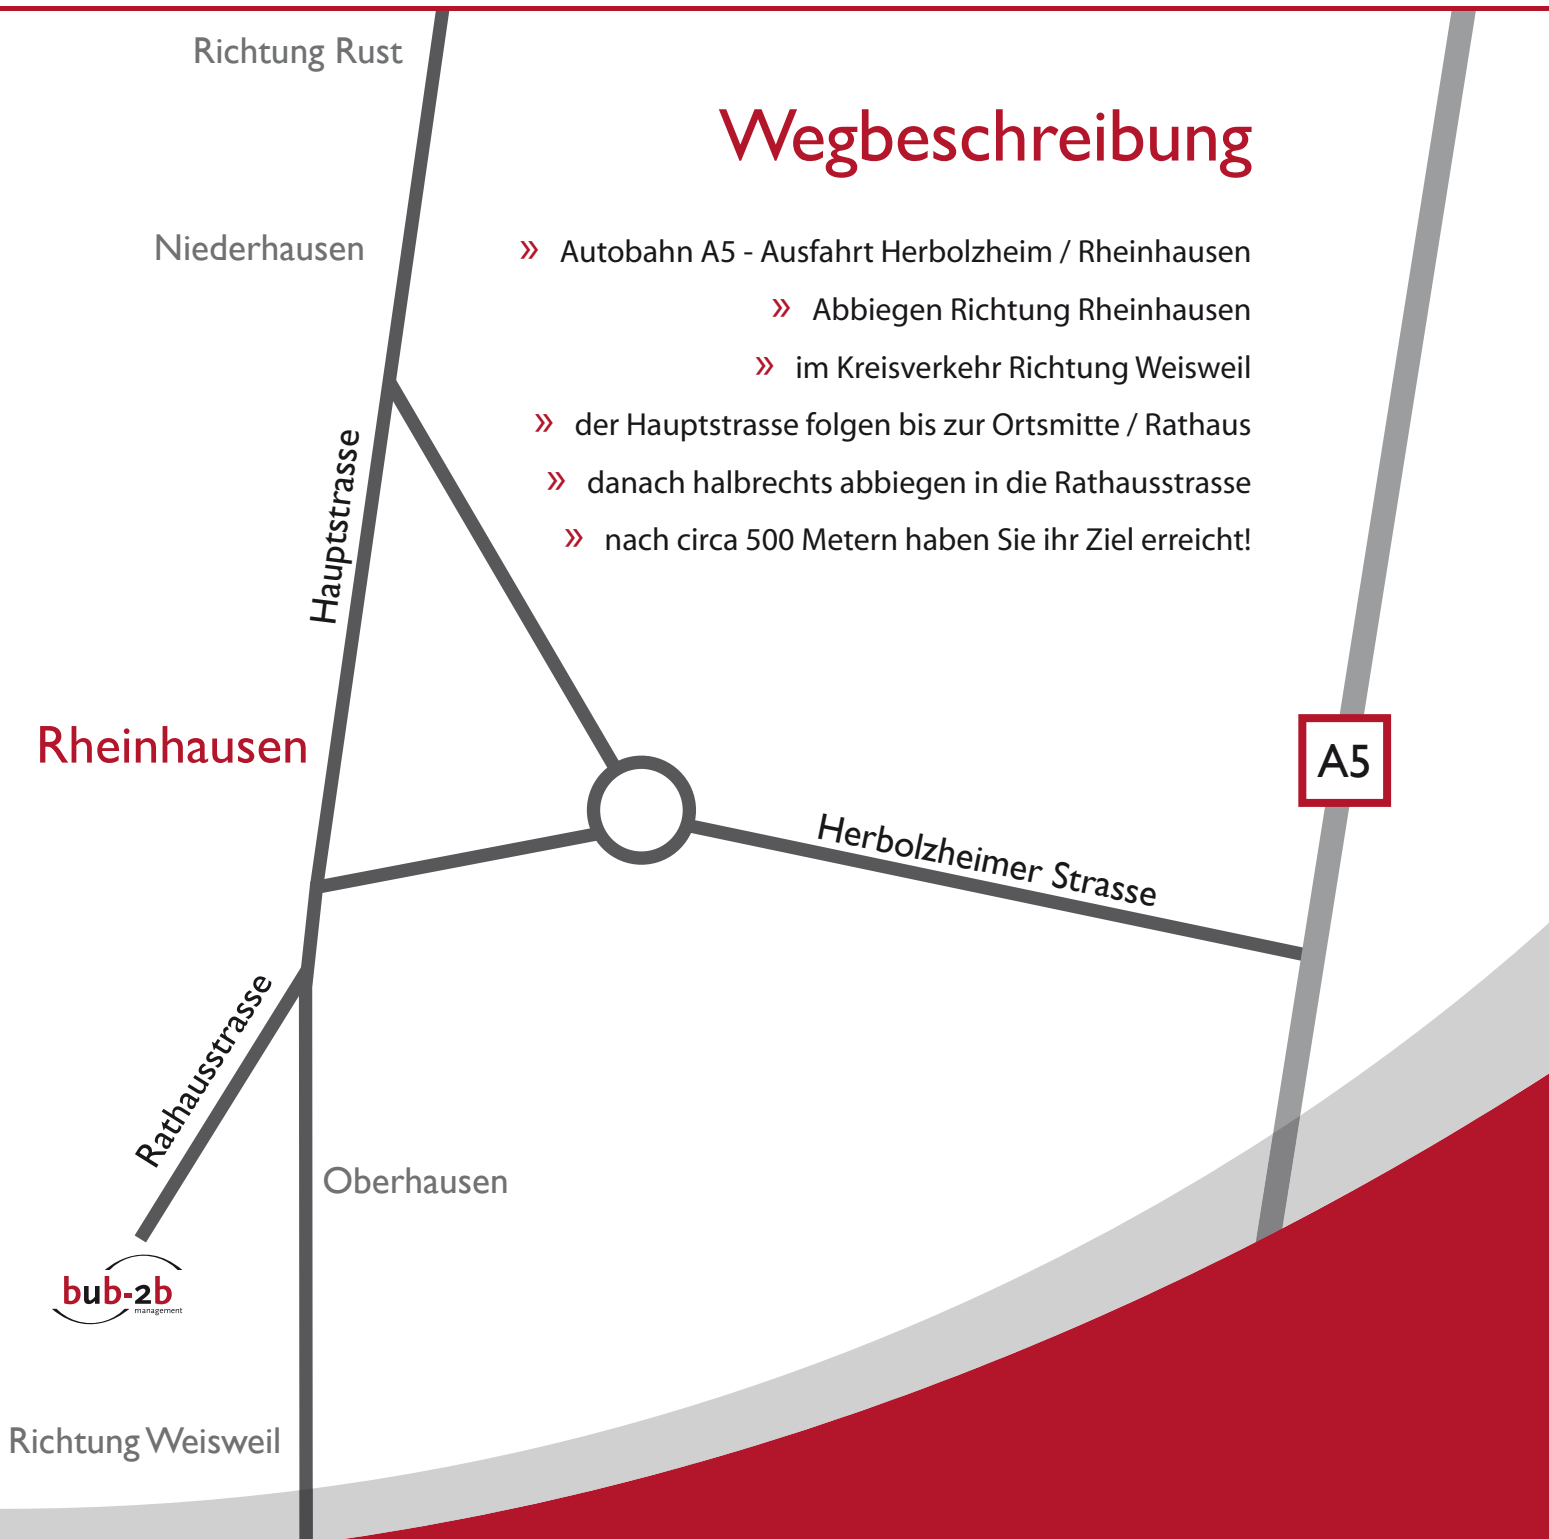 Richtung Rust
Wegbeschreibung
Niederhausen
» Autobahn A5 - Ausfahrt Herbolzheim / Rheinhausen
» Abbiegen Richtung Rheinhausen
» im Kreisverkehr Richtung Weisweil
» der Hauptstrasse folgen bis zur Ortsmitte / Rathaus
» danach halbrechts abbiegen in die Rathausstrasse
» nach circa 500 Metern haben Sie ihr Ziel erreicht!
Hauptstrasse
Rheinhausen
A5
Herbolzheimer Strasse
Rathausstrasse
Oberhausen
bub-2b
management
Richtung Weisweil